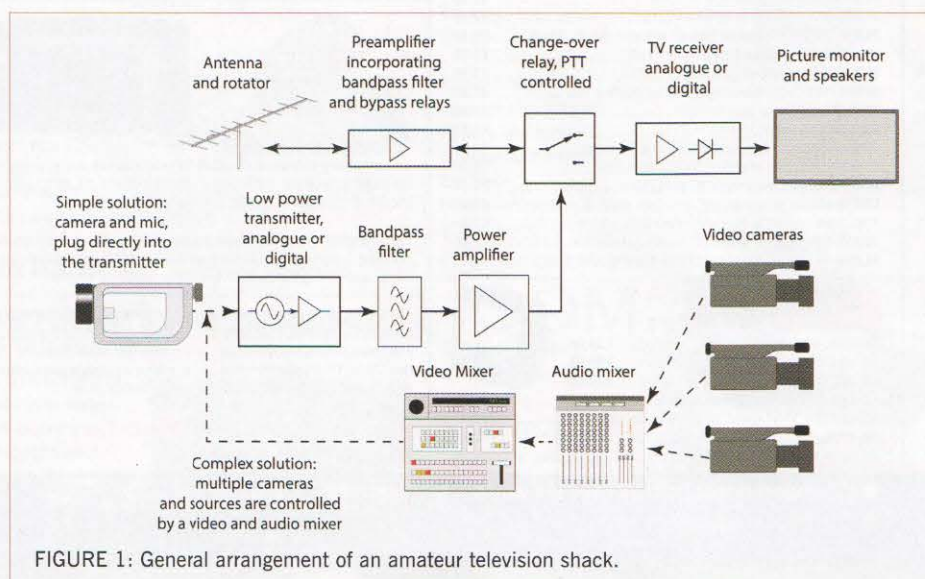 Antenna
and rotator
Preamplifier
incorporating
bandpass filter
and bypass relays
Change-over
relay, PTT
controlled
TV receiver
analogue or
digital
Picture monitor
and speakers
Simple solution:
camera and mic,
plug directly into
the transmitter
Low power
transmitter,
analogue or
digital
Bandpass
filter
Power
amplifier
Video cameras
Video Mixer
Audio mixer
Complex solution:
multiple cameras
and sources are controlled
by a video and audio mixer
FIGURE 1: General arrangement of an amateur television shack.